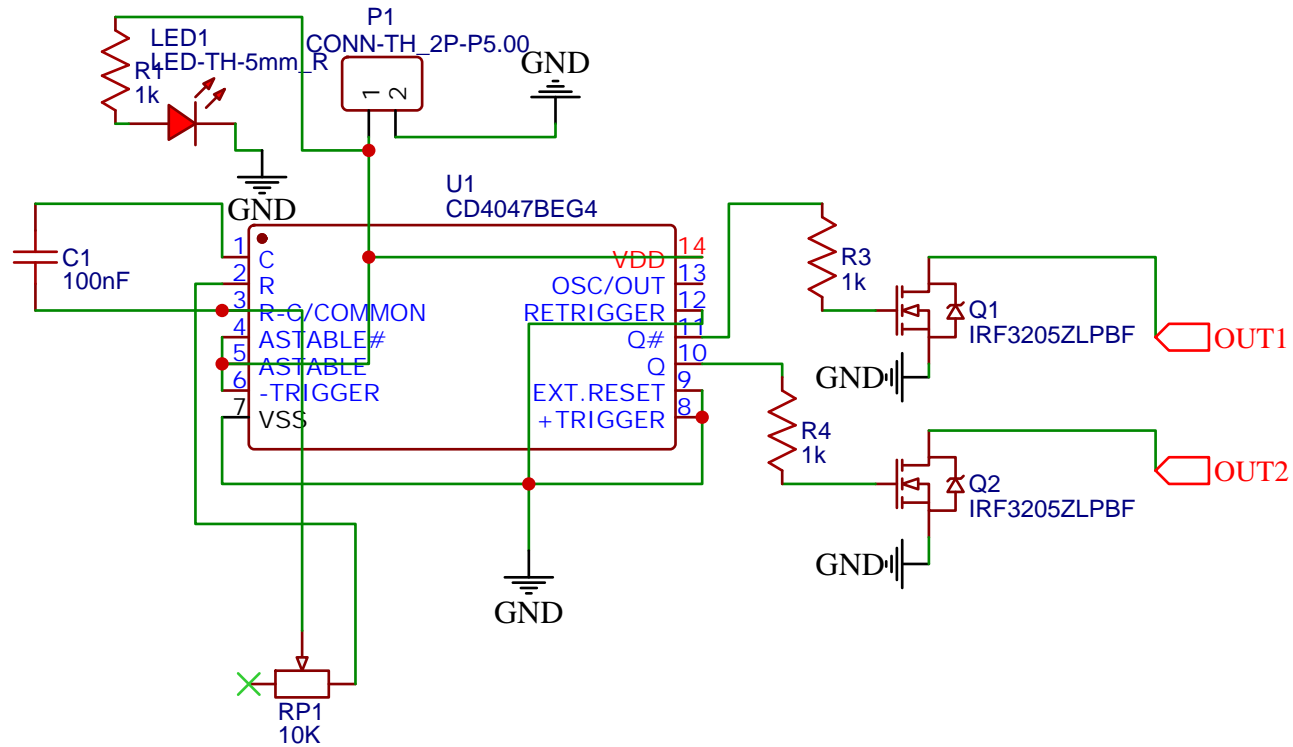 P1
CONN-TH_2P-P5.00
LED1
LED-TH-5mm_R
R1
1k
1
2
GND
GND
U1
CD4047BEG4
C1
100nF
1
C
2
R
3
R-C/COMMON
4
ASTABLE#
5
ASTABLE
6
-TRIGGER
7
VSS
14
VDD
13
OSC/OUT
12
RETRIGGER
11
Q#
10
Q
9
EXT.RESET
8
+TRIGGER
R3
1k
Q1
IRF3205ZLPBF
OUT1
GND
R4
1k
Q2
IRF3205ZLPBF
OUT2
GND
GND
RP1
10K